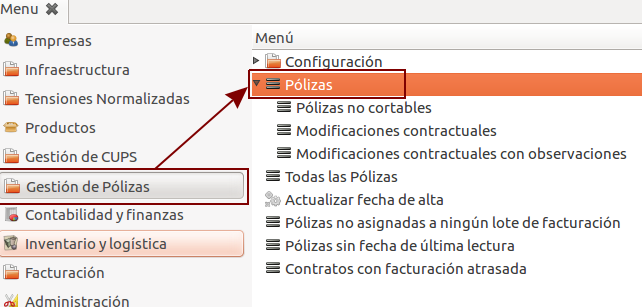 Menu
Empresas
Infraestructura
Tensiones Normalizadas
Productos
Gestión de CUPS
Gestión de Pólizas
Contabilidad y finanzas
Inventario y logística
Facturación
Administración
Menú
Configuración
Pólizas
Pólizas no cortables
Modificaciones contractuales
Modificaciones contractuales con observaciones
Todas las Pólizas
Actualizar fecha de alta
Pólizas no asignadas a ningún lote de facturación
Pólizas sin fecha de última lectura
Contratos con facturación atrasada